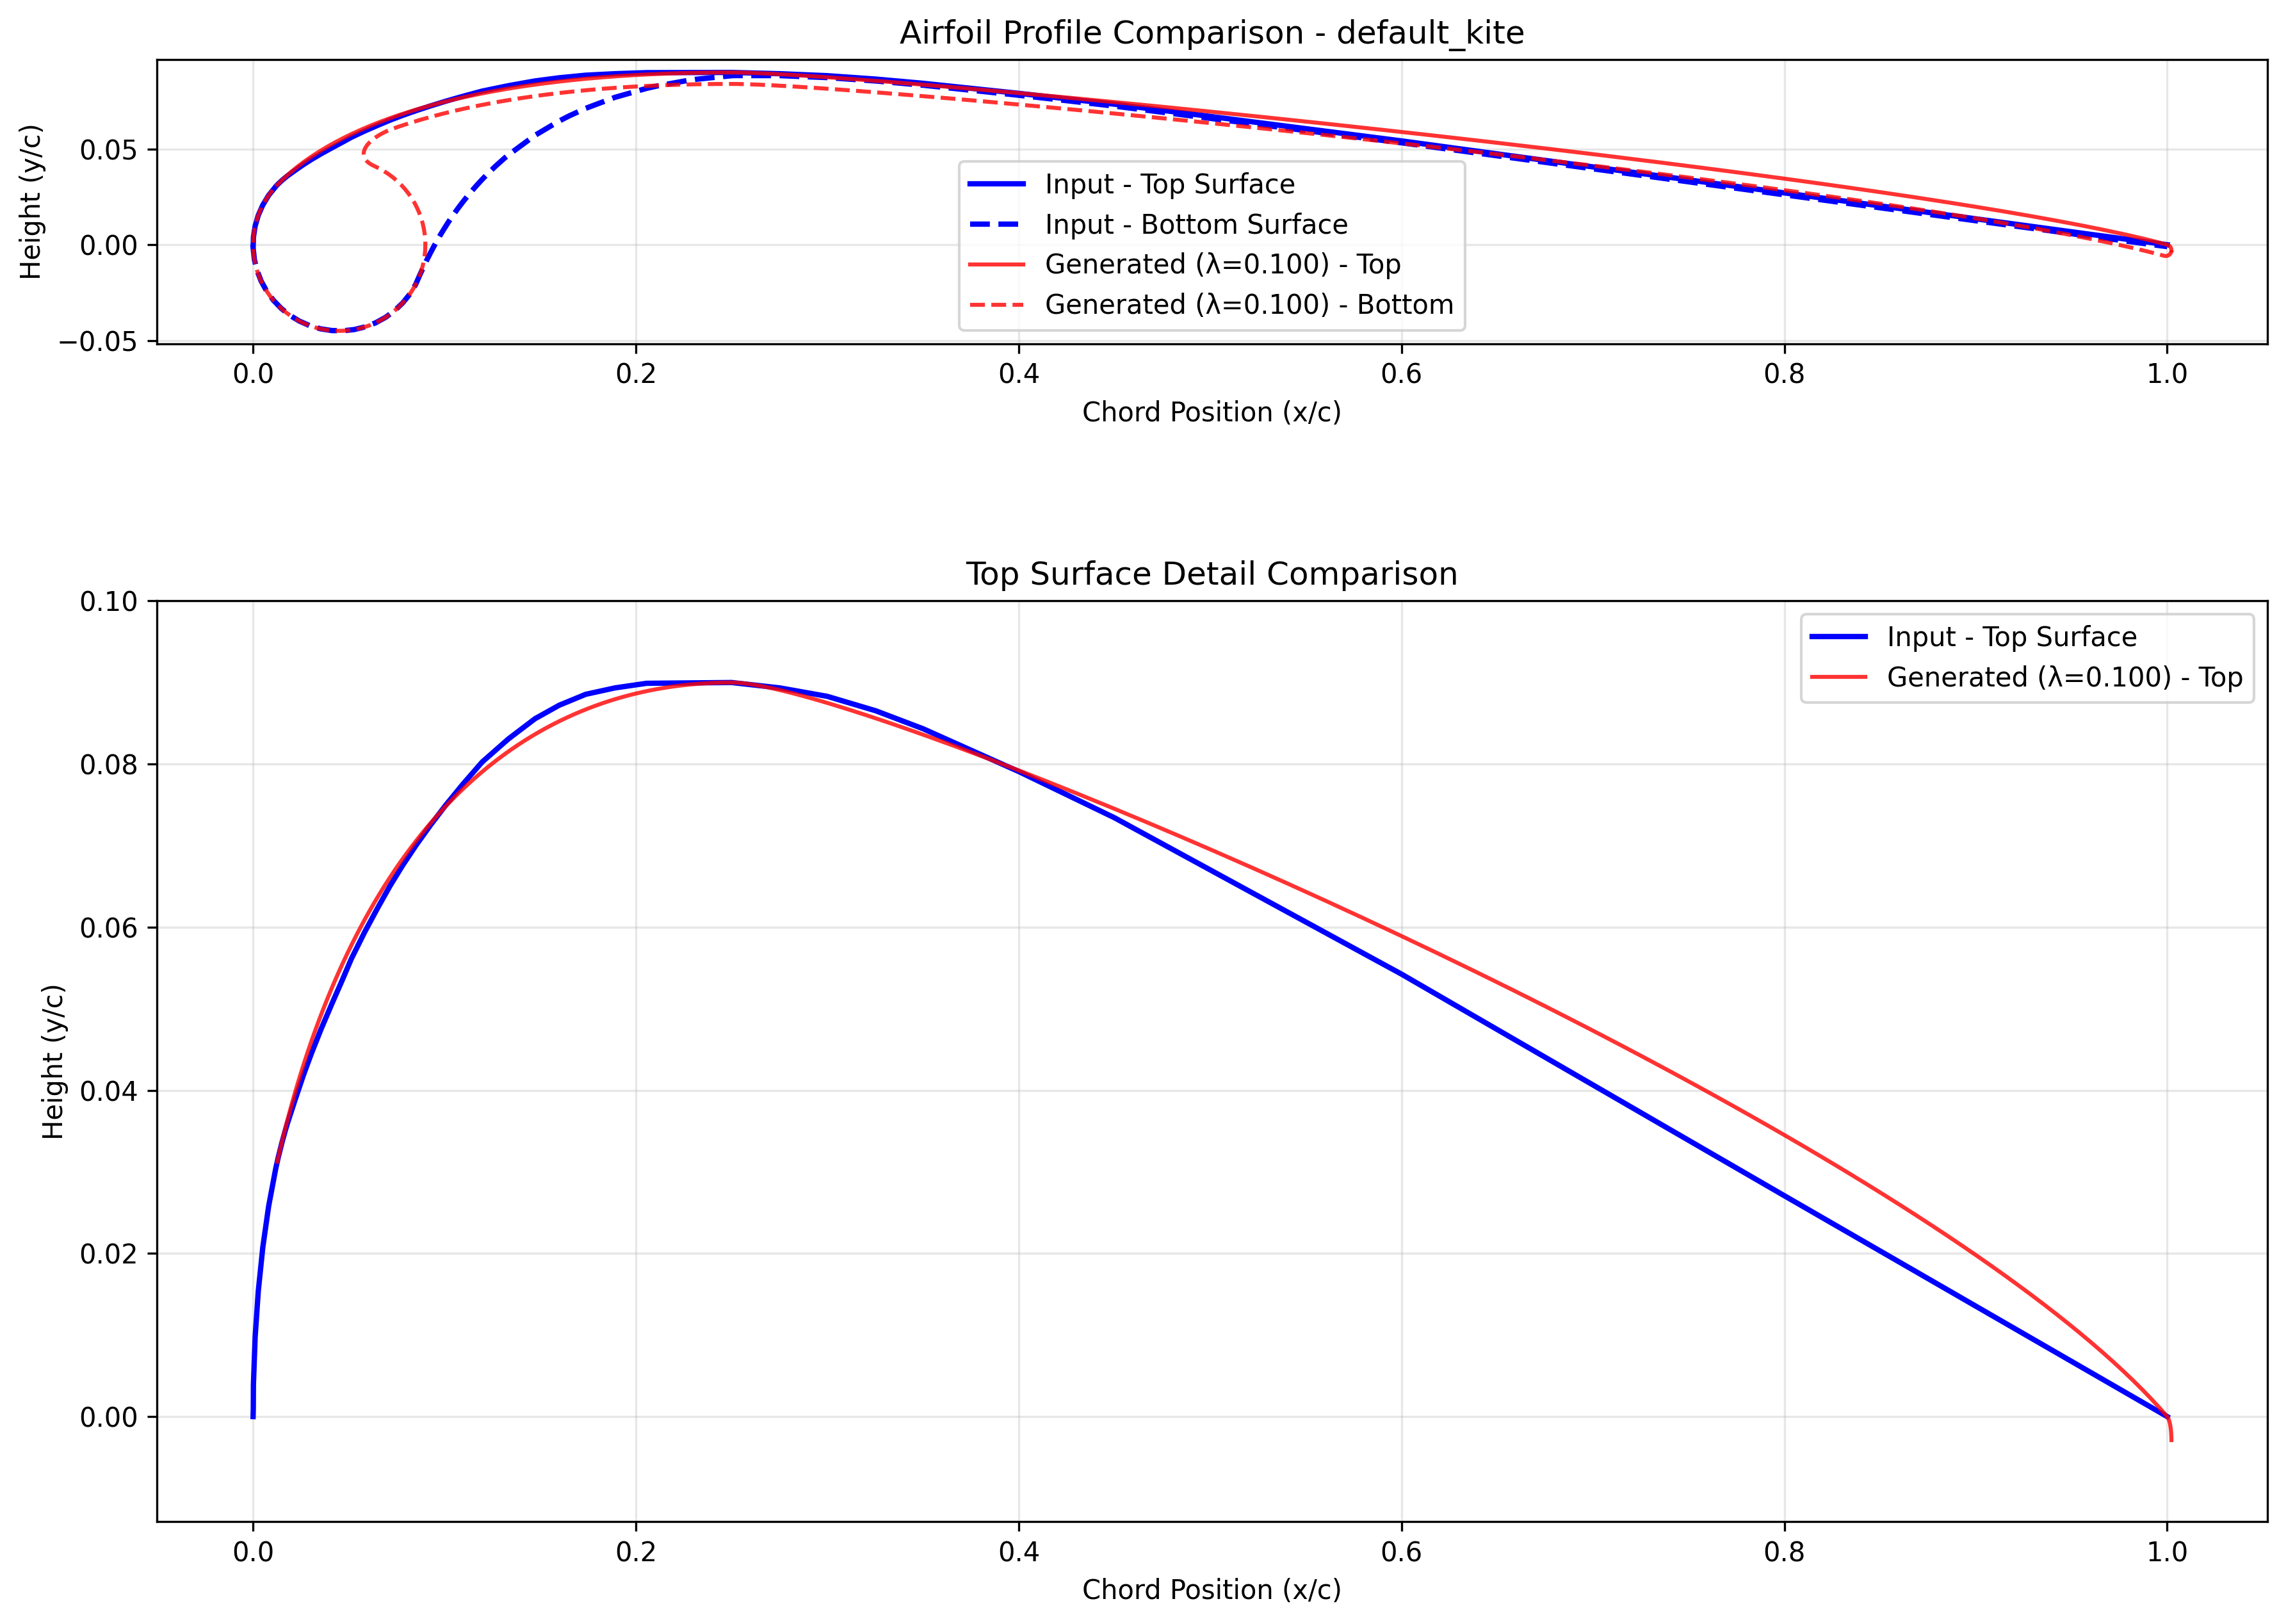 Airfoil Profile Comparison - default_kite
Height (y/c)
0.05
0.00
−0.05
Input - Top Surface
Input - Bottom Surface
Generated (λ=0.100) - Top
Generated (λ=0.100) - Bottom
0.0 0.2 0.4 0.6 0.8 1.0
Chord Position (x/c)
Top Surface Detail Comparison
Height (y/c)
0.10
0.08
0.06
0.04
0.02
0.00
Input - Top Surface
Generated (λ=0.100) - Top
0.0 0.2 0.4 0.6 0.8 1.0
Chord Position (x/c)